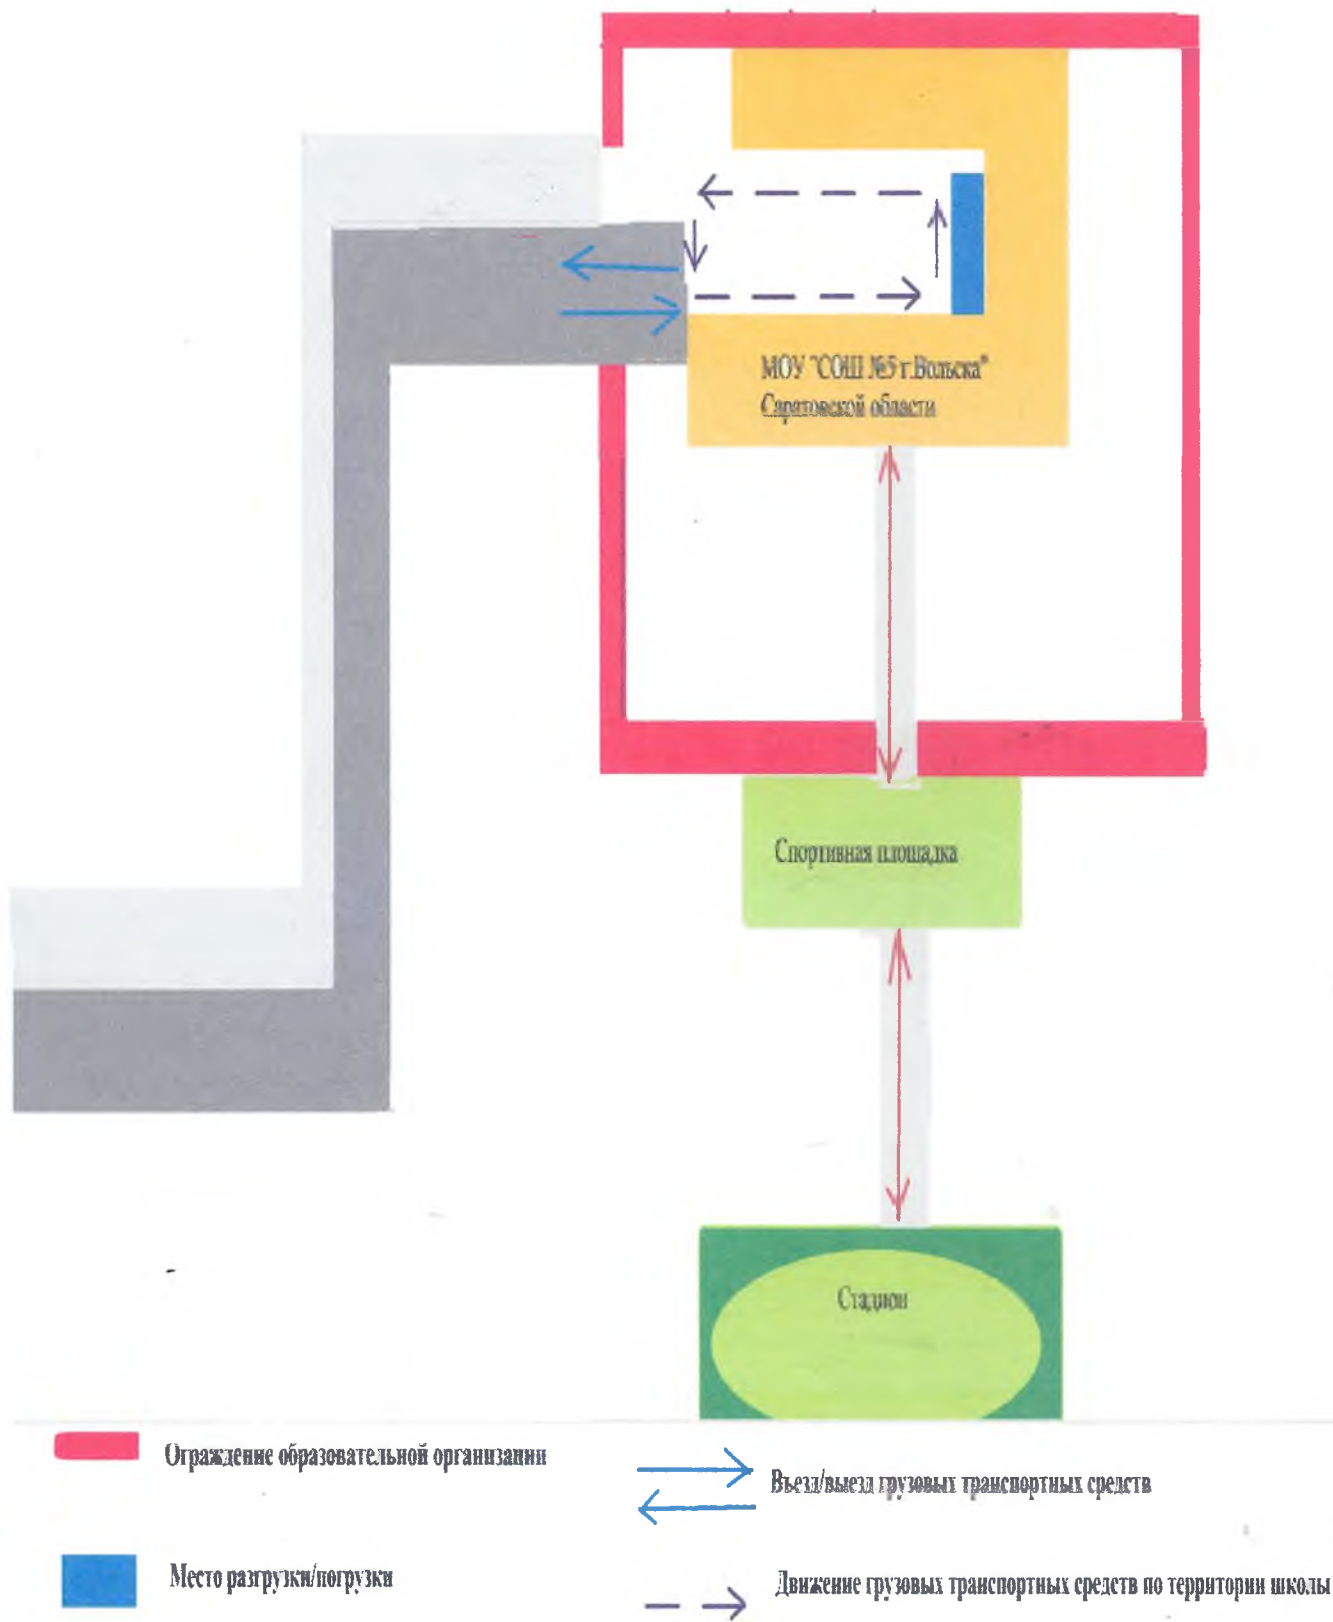 МОУ "СОШ №5 г.Вольска"
Саратовской области
Спортивная площадка
Стадион
Ограждение образовательной организации
Въезд/выезд грузовых транспортных средств
Место разгрузки/погрузки
Движение грузовых транспортных средств по территории школы